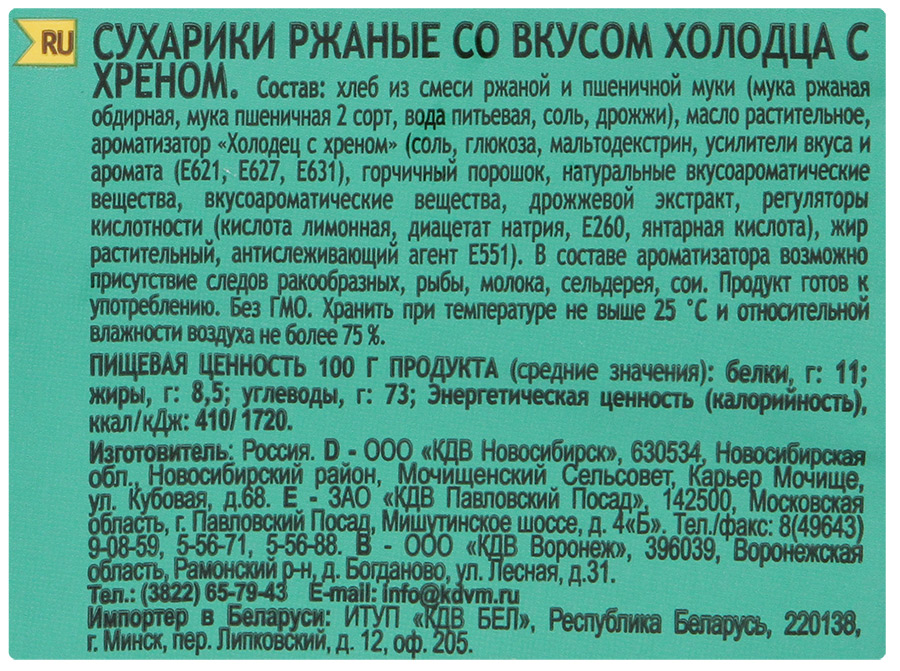 RU
СУХАРИКИ РЖАНЫЕ СО ВКУСОМ ХОЛОДЦА С
ХРЕНОМ. Состав: хлеб из смеси ржаной и пшеничной муки (мука ржаная
обдирная, мука пшеничная 2 сорт, вода питьевая, соль, дрожжи), масло растительное,
ароматизатор «Холодец с хреном» (соль, глюкоза, мальтодекстрин, усилители вкуса и
аромата (Е621, Е627, Е631), горчичный порошок, натуральные вкусоароматические
вещества, вкусоароматические вещества, дрожжевой экстракт, регуляторы
кислотности (кислота лимонная, диацетат натрия, Е260, янтарная кислота), жир
растительный, антислеживающий агент Е551). В составе ароматизатора возможно
присутствие следов ракообразных, рыбы, молока, сельдерея, сои. Продукт готов к
употреблению. Без ГМО. Хранить при температуре не выше 25 °С и относительной
влажности воздуха не более 75 %.
ПИЩЕВАЯ ЦЕННОСТЬ 100 Г ПРОДУКТА (средние значения): белки, г: 11;
жиры, г: 8,5; углеводы, г: 73; Энергетическая ценность (калорийность),
ккал/кДж: 410/ 1720.
Изготовитель: Россия. D - ООО «КДВ Новосибирск», 630534, Новосибирская
обл., Новосибирский район, Мочищенский Сельсовет, Карьер Мочище,
ул. Кубовая, д.68. E - ЗАО «КДВ Павловский Посад», 142500, Московская
область, г. Павловский Посад, Мишутинское шоссе, д. 4«Б». Тел./факс: 8(49643)
9-08-59, 5-56-71, 5-56-88. B - ООО «КДВ Воронеж», 396039, Воронежская
область, Рамонский р-н, д. Богданово, ул. Лесная, д.31.
Тел.: (3822) 65-79-43 E-mail: info@kdvm.ru
Импортер в Беларуси: ИТУП «КДВ БЕЛ», Республика Беларусь, 220138,
г. Минск, пер. Липковский, д. 12, оф. 205.